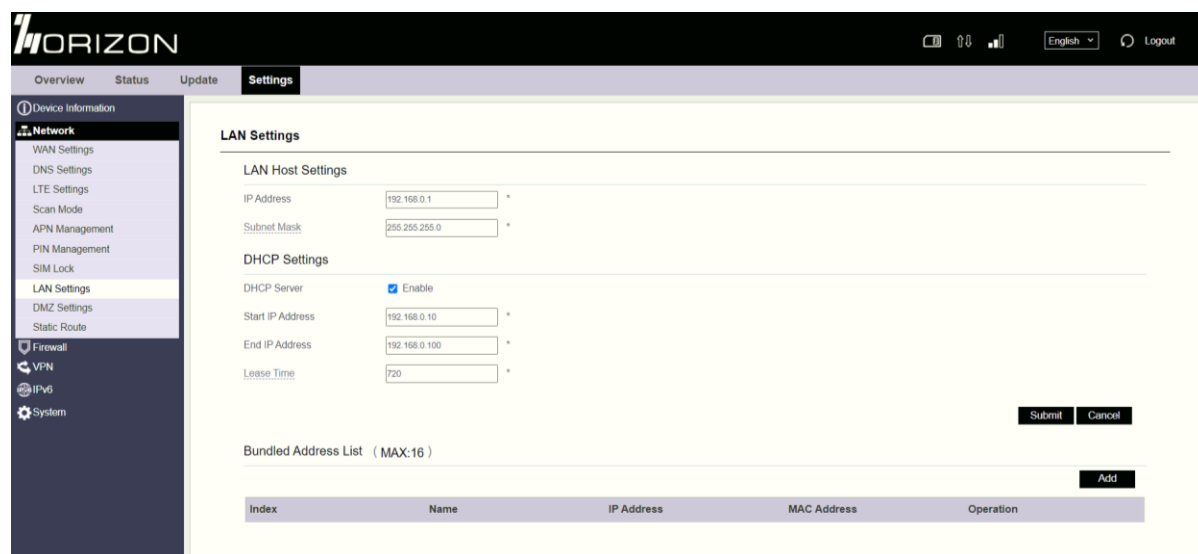 HORIZON
English
Logout
Overview Status Update Settings
Device Information
Network
WAN Settings
DNS Settings
LTE Settings
Scan Mode
APN Management
PIN Management
SIM Lock
LAN Settings
DMZ Settings
Static Route
Firewall
VPN
IPv6
System
LAN Settings
LAN Host Settings
IP Address 192.168.0.1 *
Subnet Mask 255.255.255.0 *
DHCP Settings
DHCP Server Enable
Start IP Address 192.168.0.10 *
End IP Address 192.168.0.100 *
Lease Time 720 *
Submit Cancel
Bundled Address List ( MAX:16 )
Add
Index Name IP Address MAC Address Operation